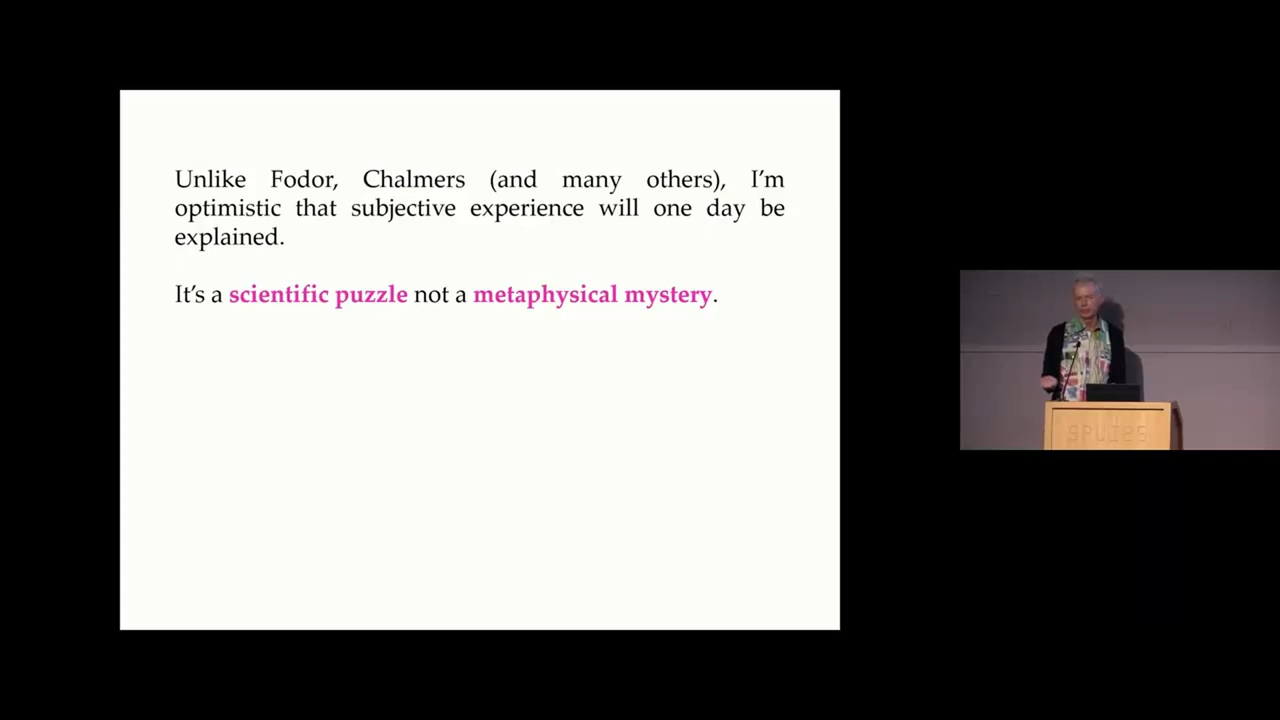 Unlike Fodor, Chalmers (and many others), I'm
optimistic that subjective experience will one day be
explained.
It's a scientific puzzle not a metaphysical mystery.